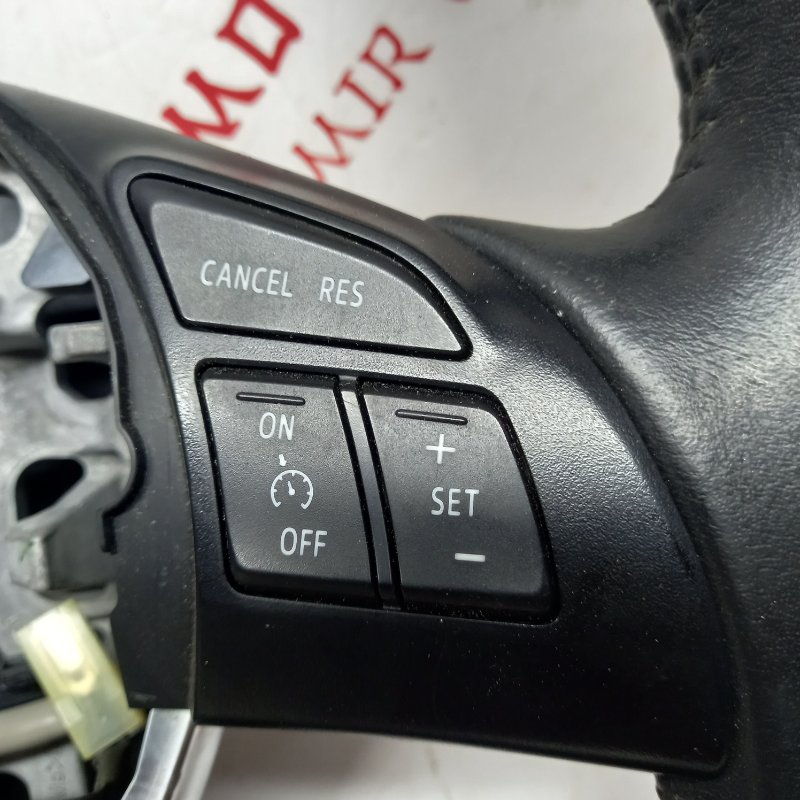 CANCEL RES
ON
OFF
+
SET
−